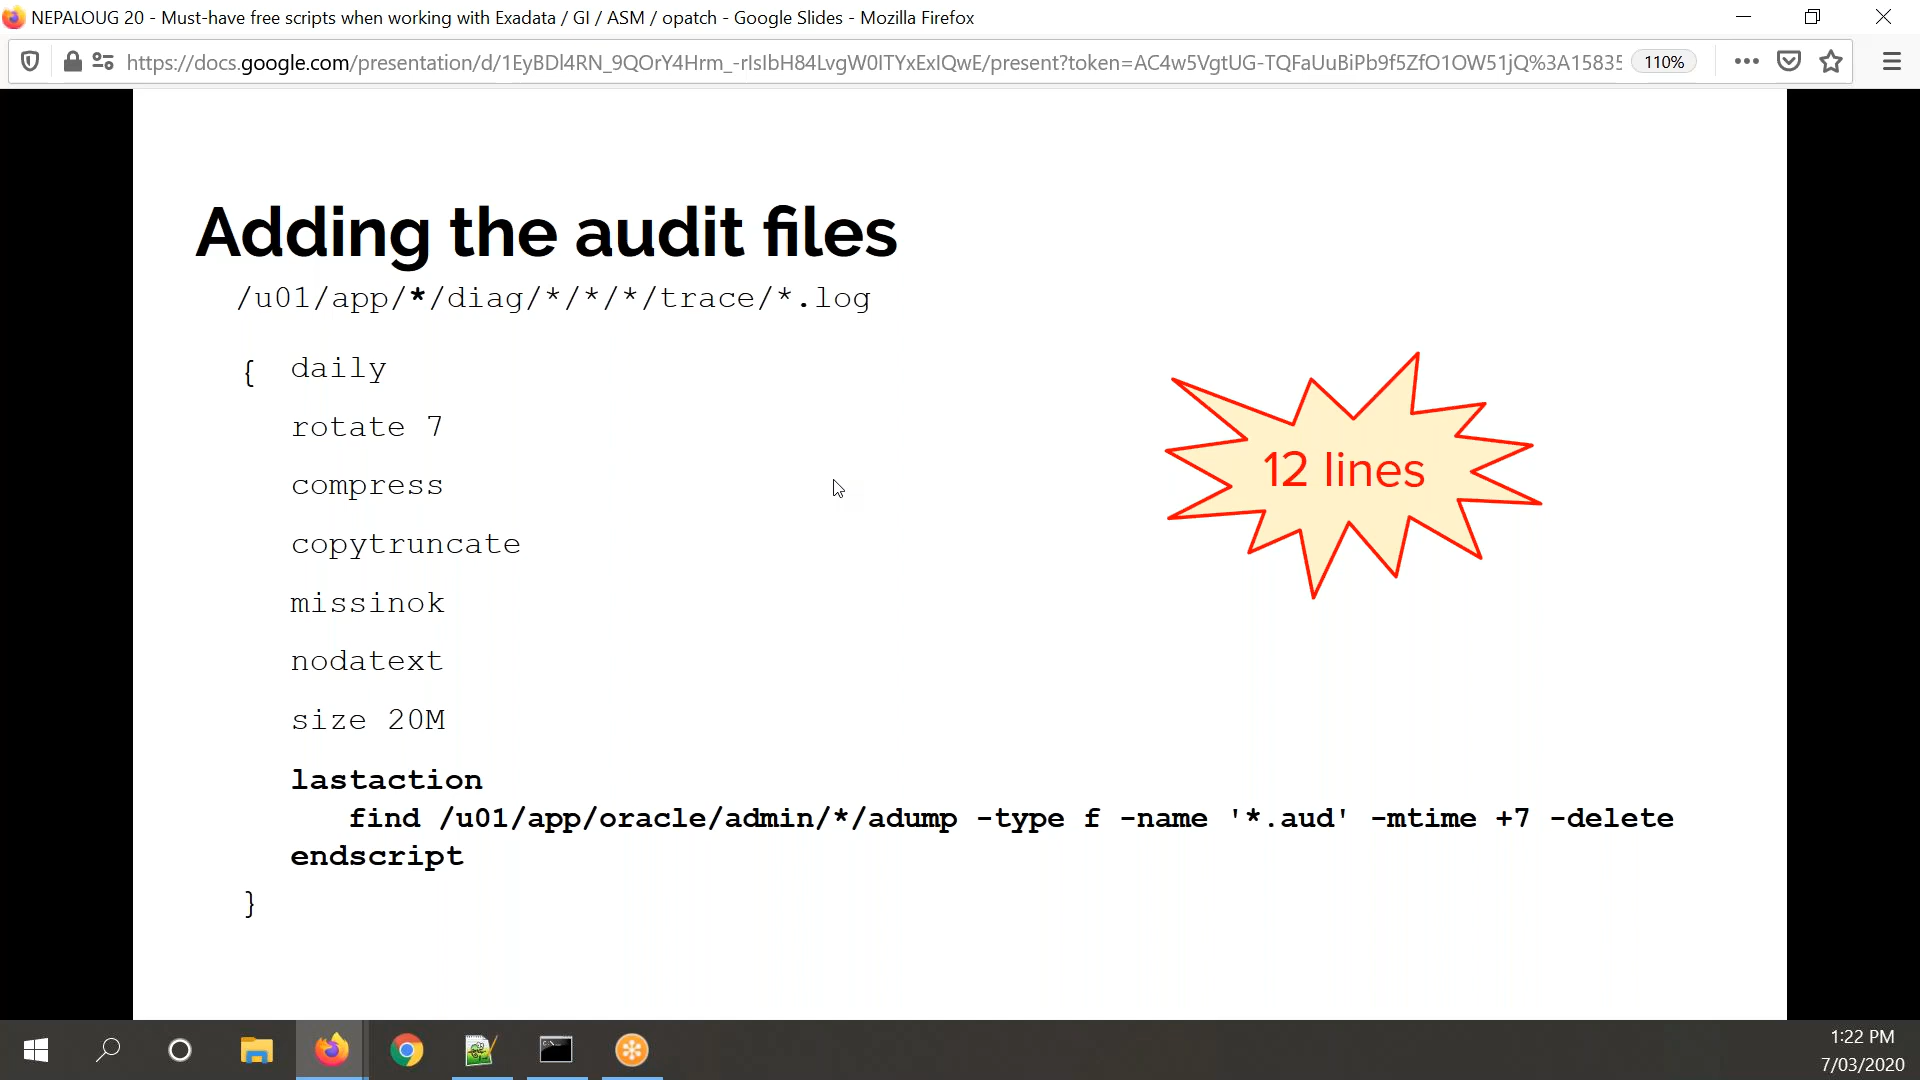 NEPALOUG 20 - Must-have free scripts when working with Exadata / GI / ASM / opatch - Google Slides - Mozilla Firefox
https://docs.google.com/presentation/d/1EyBDl4RN_9QOrY4Hrm_-rIsIbH84LvgW0ITYxExIQwE/present?token=AC4w5VgtUG-TQFaUuBiPb9f5ZfO1OW51jQ%3A15835
110%
Adding the audit files
/u01/app/*/diag/*/*/*/trace/*.log
{ daily
rotate 7
compress
copytruncate
missinok
nodatext
size 20M
12 lines
lastaction
find /u01/app/oracle/admin/*/adump -type f -name '*.aud' -mtime +7 -delete
endscript
}
1:22 PM
7/03/2020